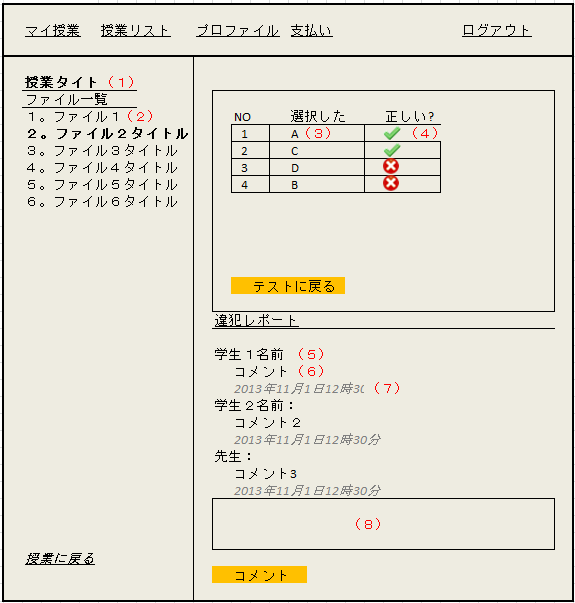 マイ授業 授業リスト プロファイル 支払い ログアウト
授業タイト（1）
ファイル一覧
１。ファイル１（2）
２。ファイル２タイトル
３。ファイル３タイトル
４。ファイル４タイトル
５。ファイル５タイトル
６。ファイル６タイトル
授業に戻る
NO 選択した 正しい?
1 A（3） （4）
2 C
3 D
4 B
テストに戻る
違犯レポート
学生１名前 （5）
コメント（6）
2013年11月1日12時30 （7）
学生２名前：
コメント２
2013年11月1日12時30分
先生：
コメント3
2013年11月1日12時30分
（8）
コメント